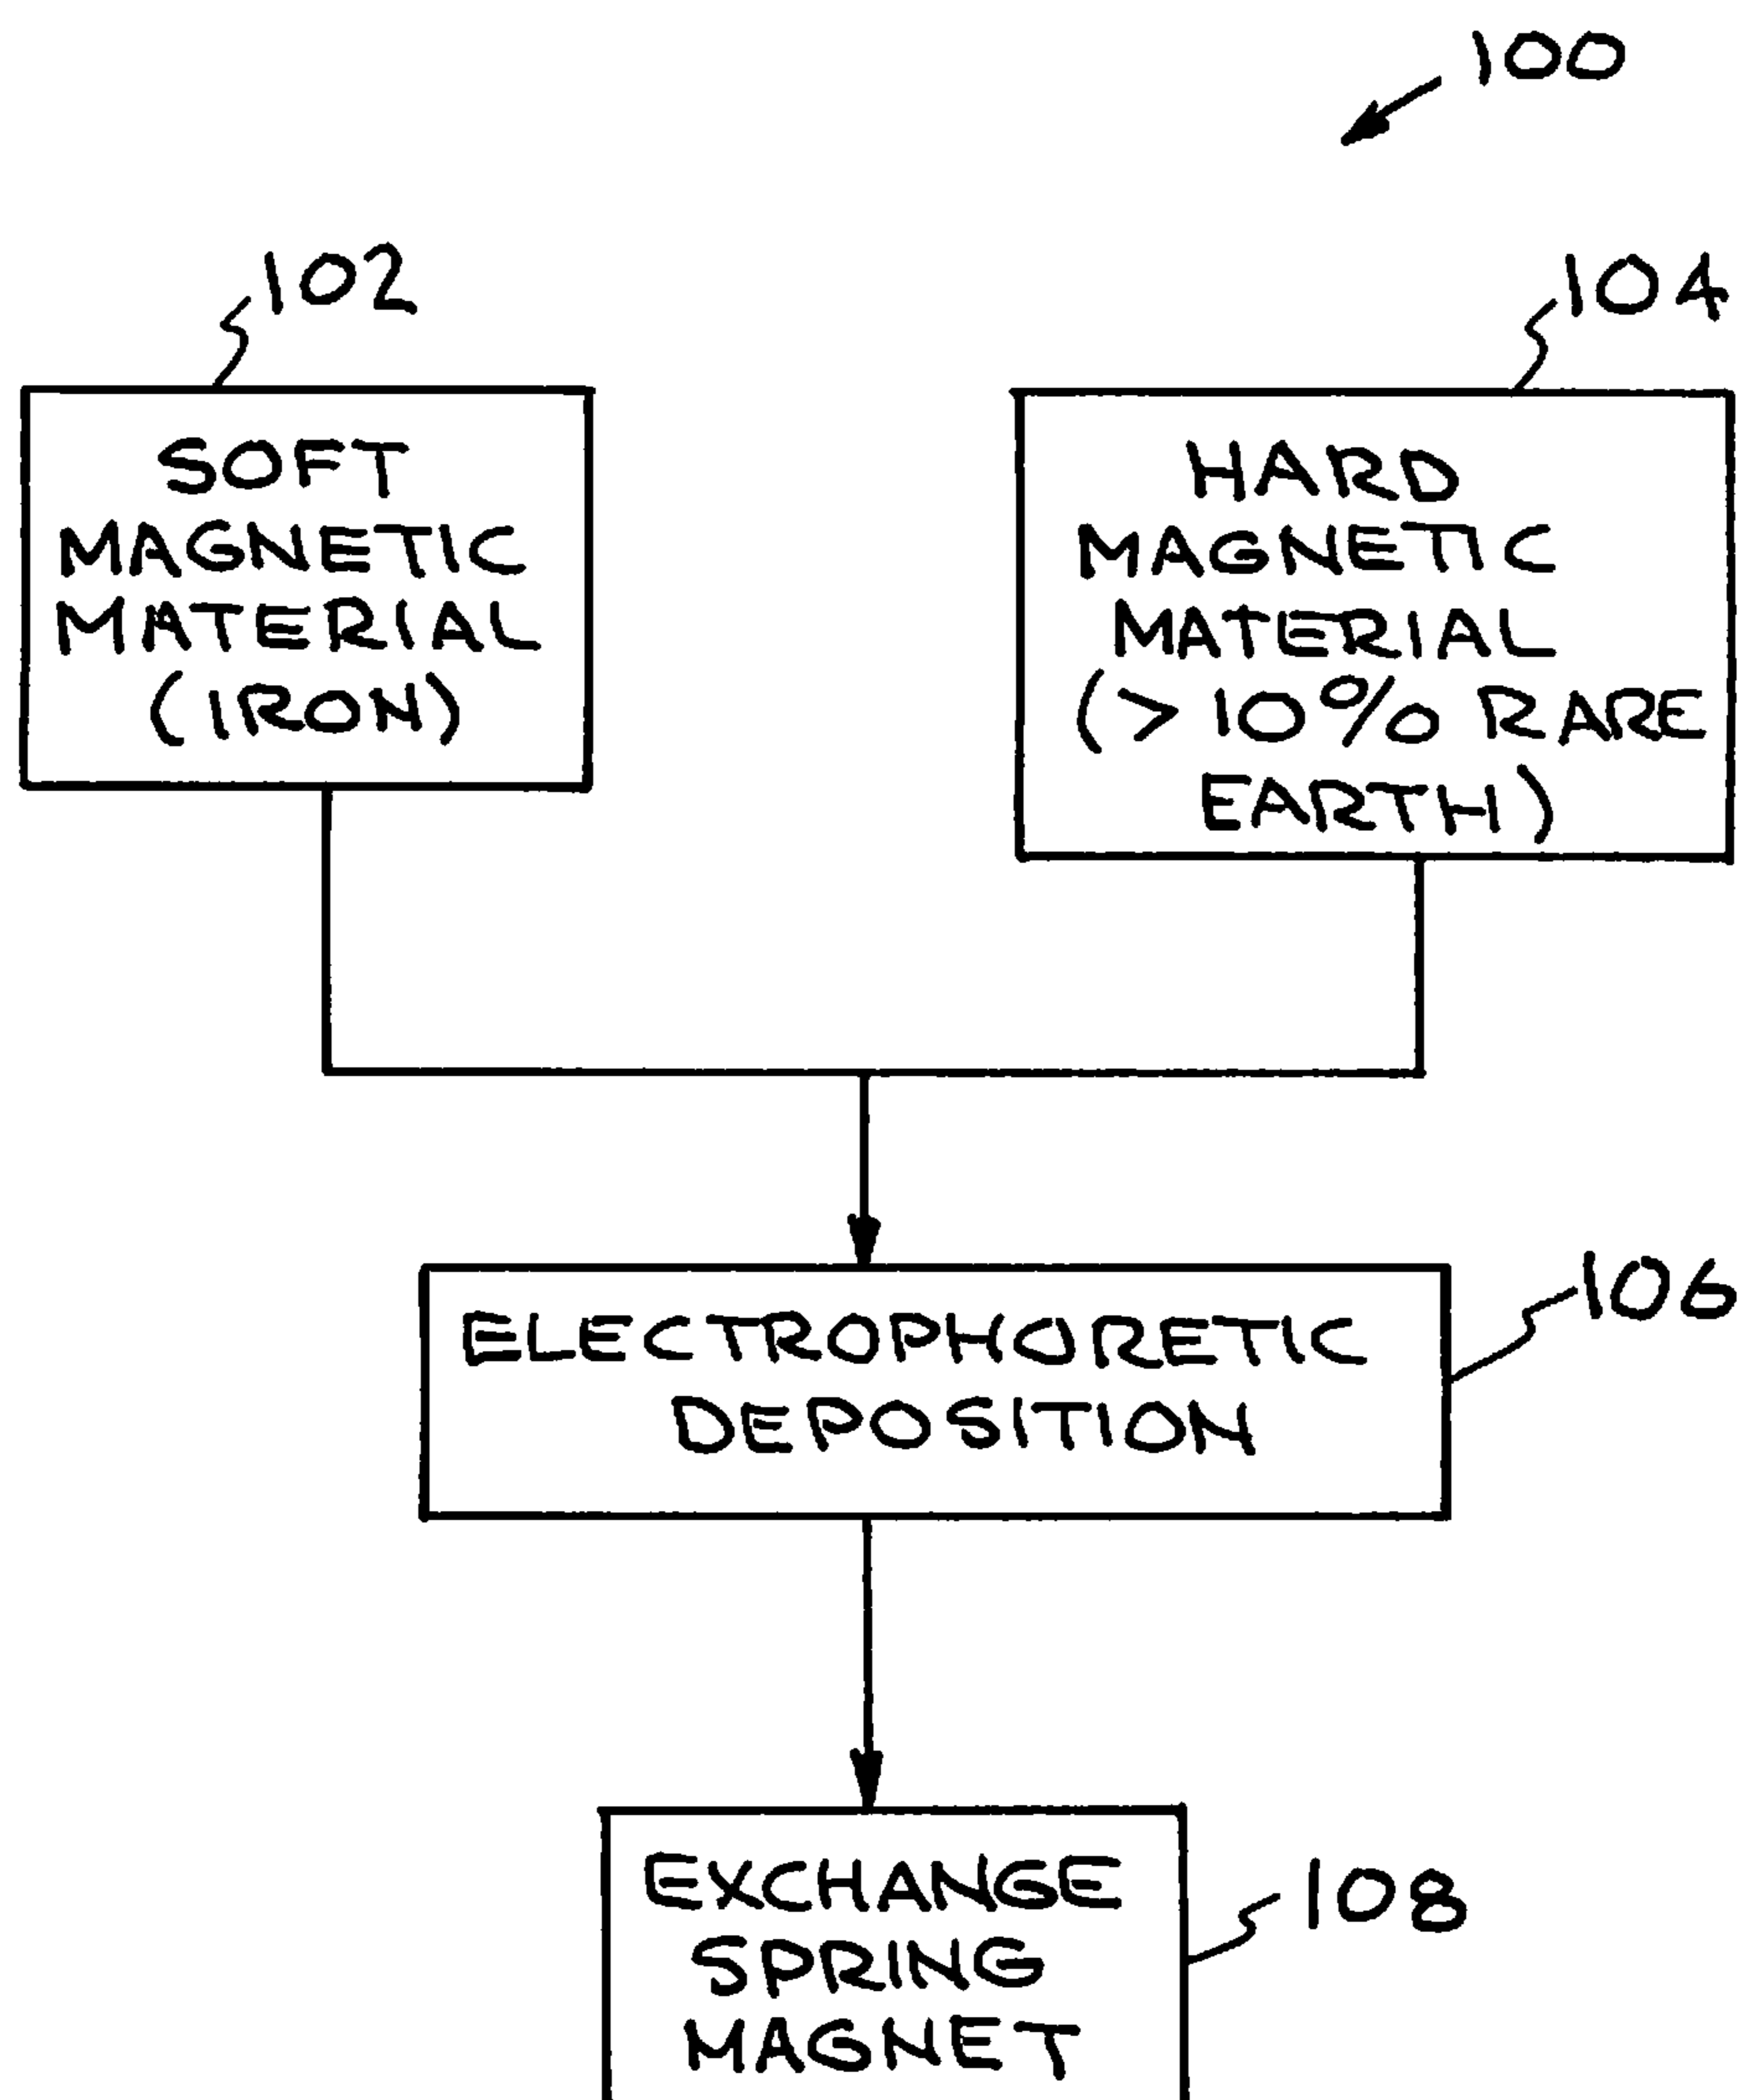 100
102
104
SOFT
MAGNETIC
MATERIAL
(IRON)
HARD
MAGNETIC
MATERIAL
(>10% RARE
EARTH)
106
ELECTROPHORETIC
DEPOSITION
108
EXCHANGE
SPRING
MAGNET